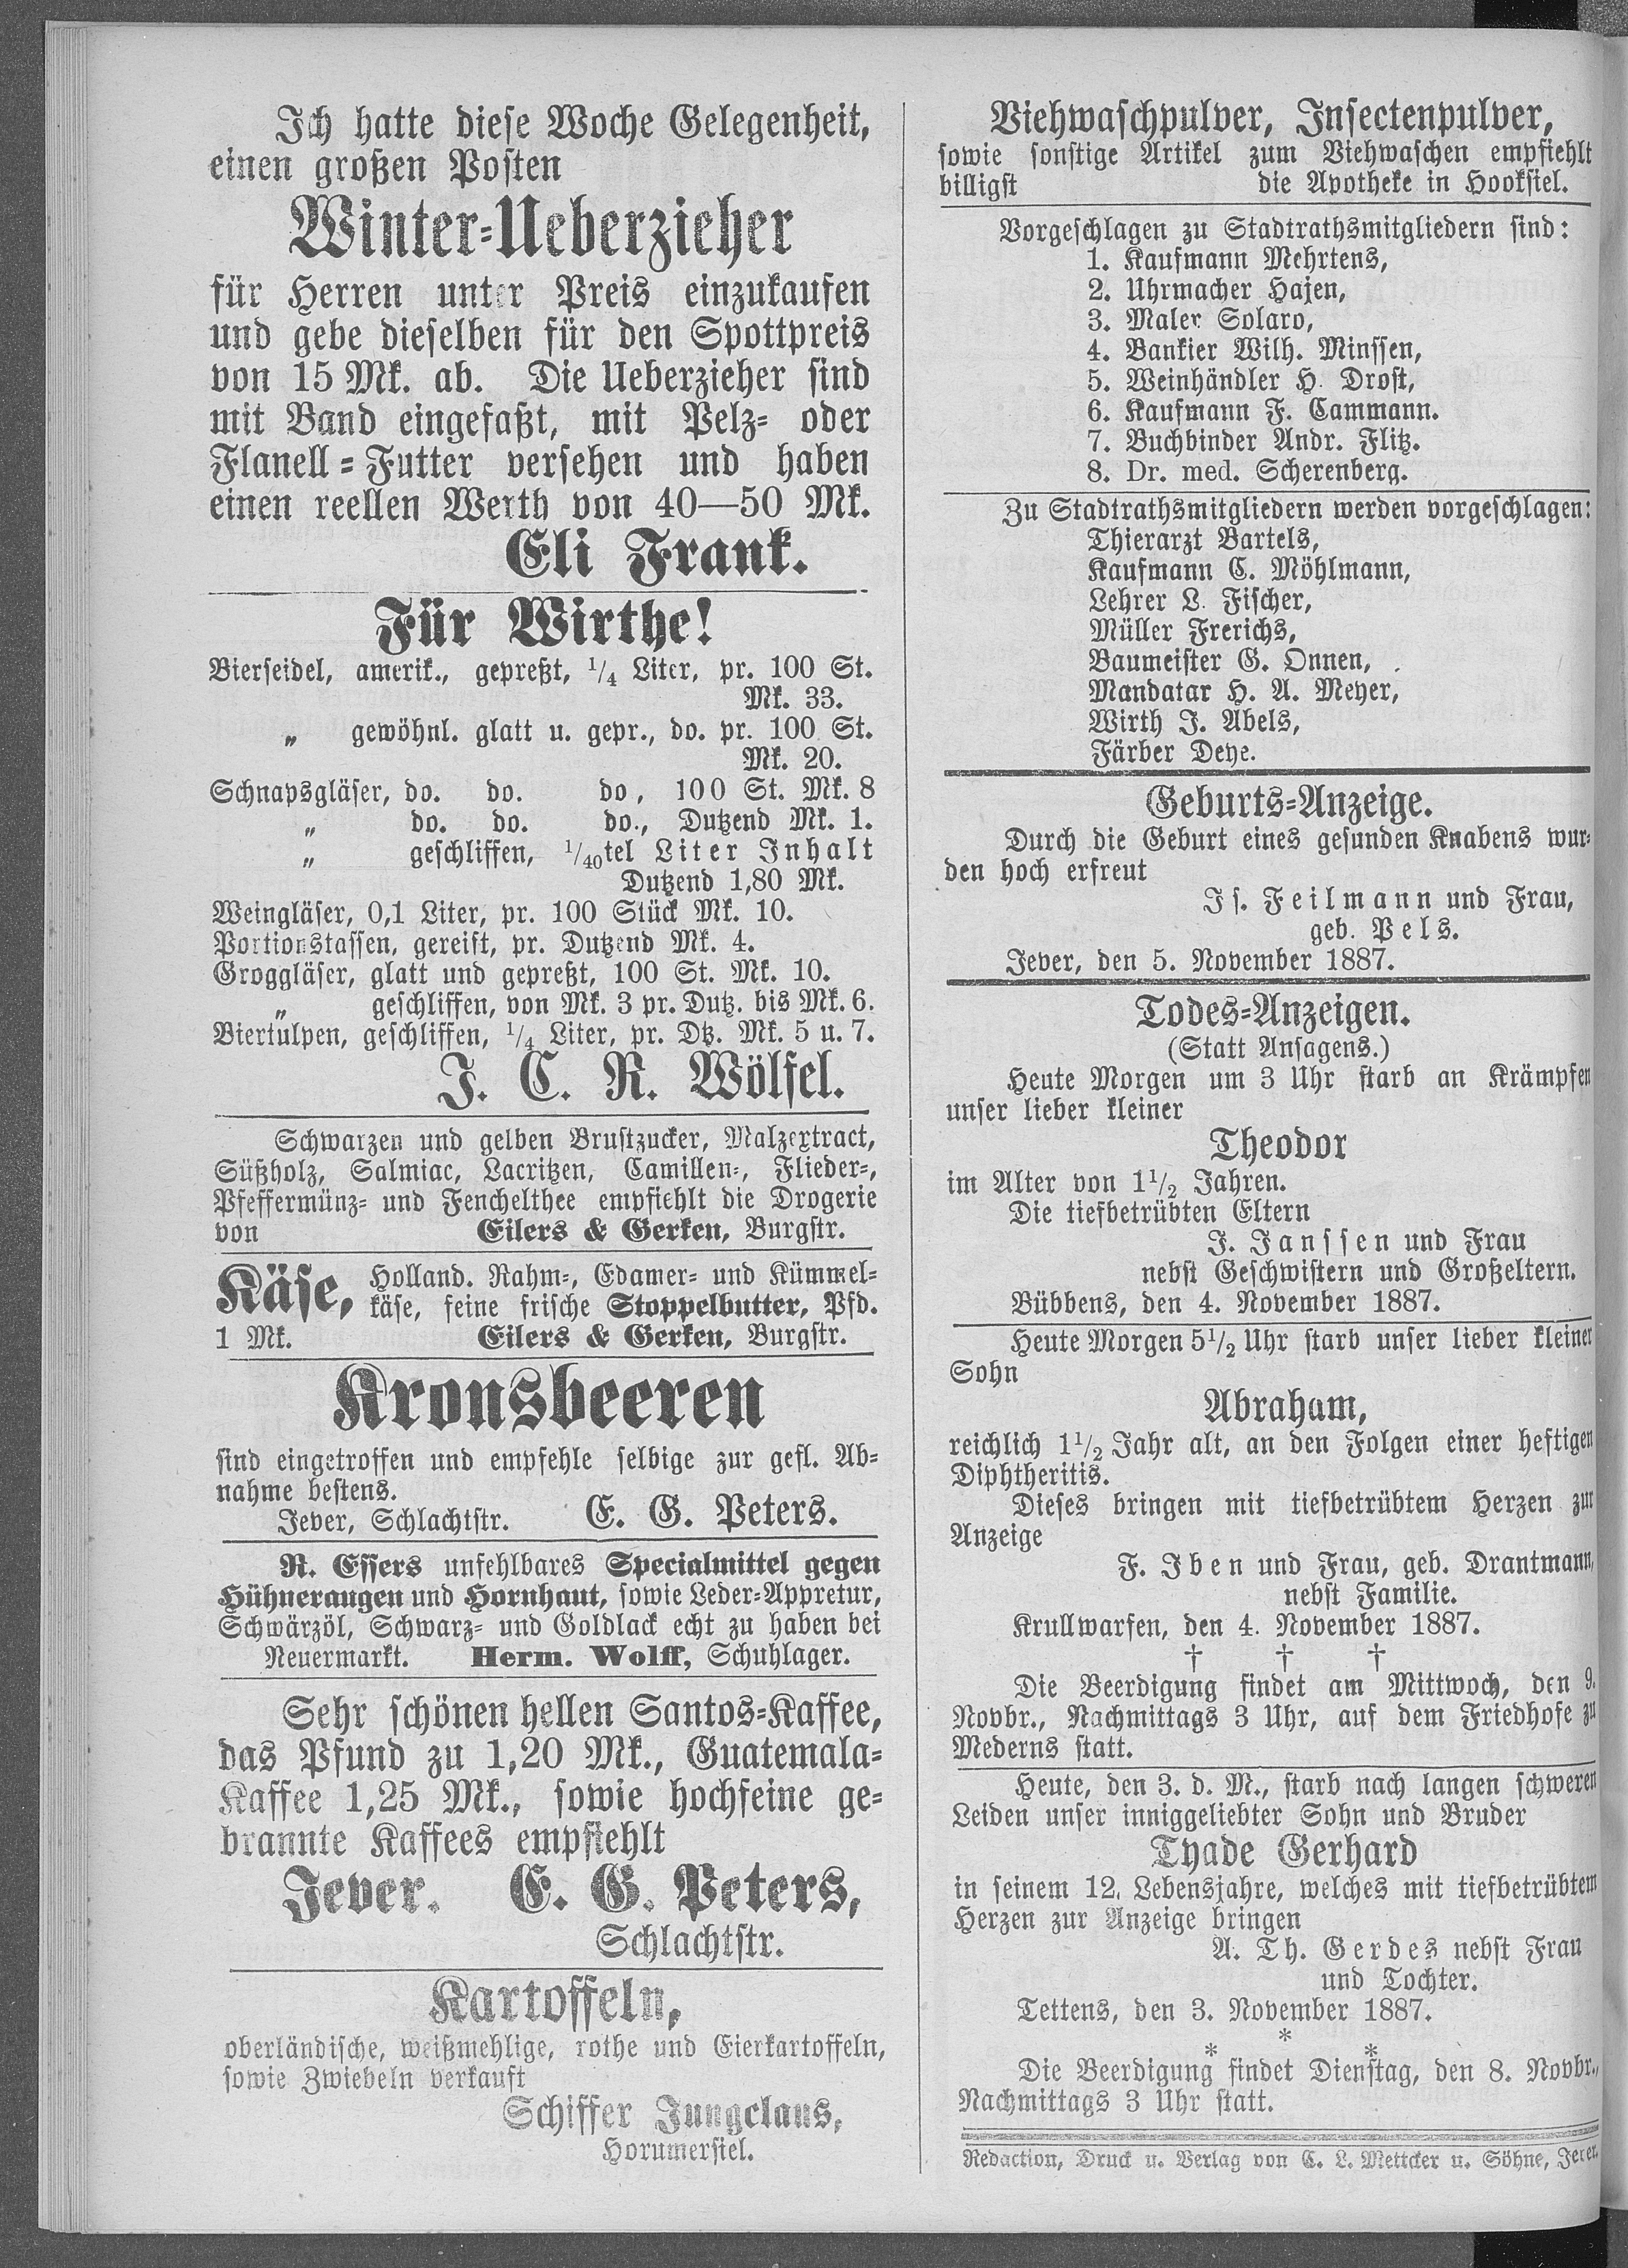 Ich hatte diese Woche Gelegenheit,
einen großen Posten
Winter-Ueberzieher
für Herren unter Preis einzukaufen
und gebe dieselben für den Spottpreis
von 15 Mk. ab. Die Ueberzieher sind
mit Band eingefaßt, mit Pelz- oder
Flanell-Futter versehen und haben
einen reellen Werth von 40—50 Mk.
Eli Frank.
Für Wirthe!
Bierseidel, amerik., gepreßt, 1/4 Liter, pr. 100 St.
Mk. 33.
„ gewöhnl. glatt u. gepr., do. pr. 100 St.
Mk. 20.
Schnapsgläser, do. do. do, 100 St. Mk. 8
„ do. do. do., Dutzend Mk. 1.
„ geschliffen, 1/40tel Liter Inhalt
Dutzend 1,80 Mk.
Weingläser, 0,1 Liter, pr. 100 Stück Mk. 10.
Portionstassen, gereift, pr. Dutzend Mk. 4.
Groggläser, glatt und gepreßt, 100 St. Mk. 10.
„ geschliffen, von Mk. 3 pr. Dutz. bis Mk. 6.
Biertulpen, geschliffen, 1/4 Liter, pr. Dtz. Mk. 5 u. 7.
J. C. R. Wölfel.
Schwarzen und gelben Brustzucker, Malzextract,
Süßholz, Salmiac, Lacritzen, Camillen-, Flieder-,
Pfeffermünz- und Fenchelthee empfiehlt die Drogerie
von Eilers & Gerken, Burgstr.
Käse, Holland. Rahm-, Edamer- und Kümmel-
käse, feine frische Stoppelbutter, Pfd.
1 Mk. Eilers & Gerken, Burgstr.
Kronsbeeren
sind eingetroffen und empfehle selbige zur gefl. Ab-
nahme bestens.
Jever, Schlachtstr. E. G. Peters.
R. Essers unfehlbares Specialmittel gegen
Hühneraugen und Hornhaut, sowie Leder-Appretur,
Schwärzöl, Schwarz- und Goldlack echt zu haben bei
Neuermarkt. Herm. Wolff, Schuhlager.
Sehr schönen hellen Santos-Kaffee,
das Pfund zu 1,20 Mk., Guatemala-
Kaffee 1,25 Mk., sowie hochfeine ge-
brannte Kaffees empfiehlt
Jever. E. G. Peters,
Schlachtstr.
Kartoffeln,
oberländische, weißmehlige, rothe und Eierkartoffeln,
sowie Zwiebeln verkauft
Schiffer Jungclaus,
Horumersiel.
Viehwaschpulver, Insectenpulver,
sowie sonstige Artikel zum Viehwaschen empfiehlt
billigst die Apotheke in Hooksiel.
Vorgeschlagen zu Stadtrathsmitgliedern sind:
1. Kaufmann Mehrtens,
2. Uhrmacher Hajen,
3. Maler Solaro,
4. Bankier Wilh. Minssen,
5. Weinhändler H. Drost,
6. Kaufmann F. Cammann.
7. Buchbinder Andr. Flitz.
8. Dr. med. Scherenberg.
Zu Stadtrathsmitgliedern werden vorgeschlagen:
Thierarzt Bartels,
Kaufmann C. Möhlmann,
Lehrer L. Fischer,
Müller Frerichs,
Baumeister G. Onnen,
Mandatar H. A. Meyer,
Wirth J. Abels,
Färber Deye.
Geburts-Anzeige.
Durch die Geburt eines gesunden Knabens wur-
den hoch erfreut
Js. Feilmann und Frau,
geb. Pels.
Jever, den 5. November 1887.
Todes-Anzeigen.
(Statt Ansagens.)
Heute Morgen um 3 Uhr starb an Krämpfen
unser lieber kleiner
Theodor
im Alter von 1 1/2 Jahren.
Die tiefbetrübten Eltern
J. Janssen und Frau
nebst Geschwistern und Großeltern.
Bübbens, den 4. November 1887.
Heute Morgen 5 1/2 Uhr starb unser lieber kleiner
Sohn
Abraham,
reichlich 1 1/2 Jahr alt, an den Folgen einer heftigen
Diphtheritis.
Dieses bringen mit tiefbetrübtem Herzen zur
Anzeige
F. Iben und Frau, geb. Drantmann,
nebst Familie.
Krullwarfen, den 4. November 1887.
† † †
Die Beerdigung findet am Mittwoch, den 9.
Novbr., Nachmittags 3 Uhr, auf dem Friedhofe zu
Mederns statt.
Heute, den 3. d. M., starb nach langen schweren
Leiden unser inniggeliebter Sohn und Bruder
Tyade Gerhard
in seinem 12. Lebensjahre, welches mit tiefbetrübtem
Herzen zur Anzeige bringen
A. Th. Gerdes nebst Frau
und Tochter.
Tettens, den 3. November 1887.
* * *
Die Beerdigung findet Dienstag, den 8. Novbr.,
Nachmittags 3 Uhr statt.
Redaction, Druck u. Verlag von C. L. Mettcker u. Söhne, Jever.